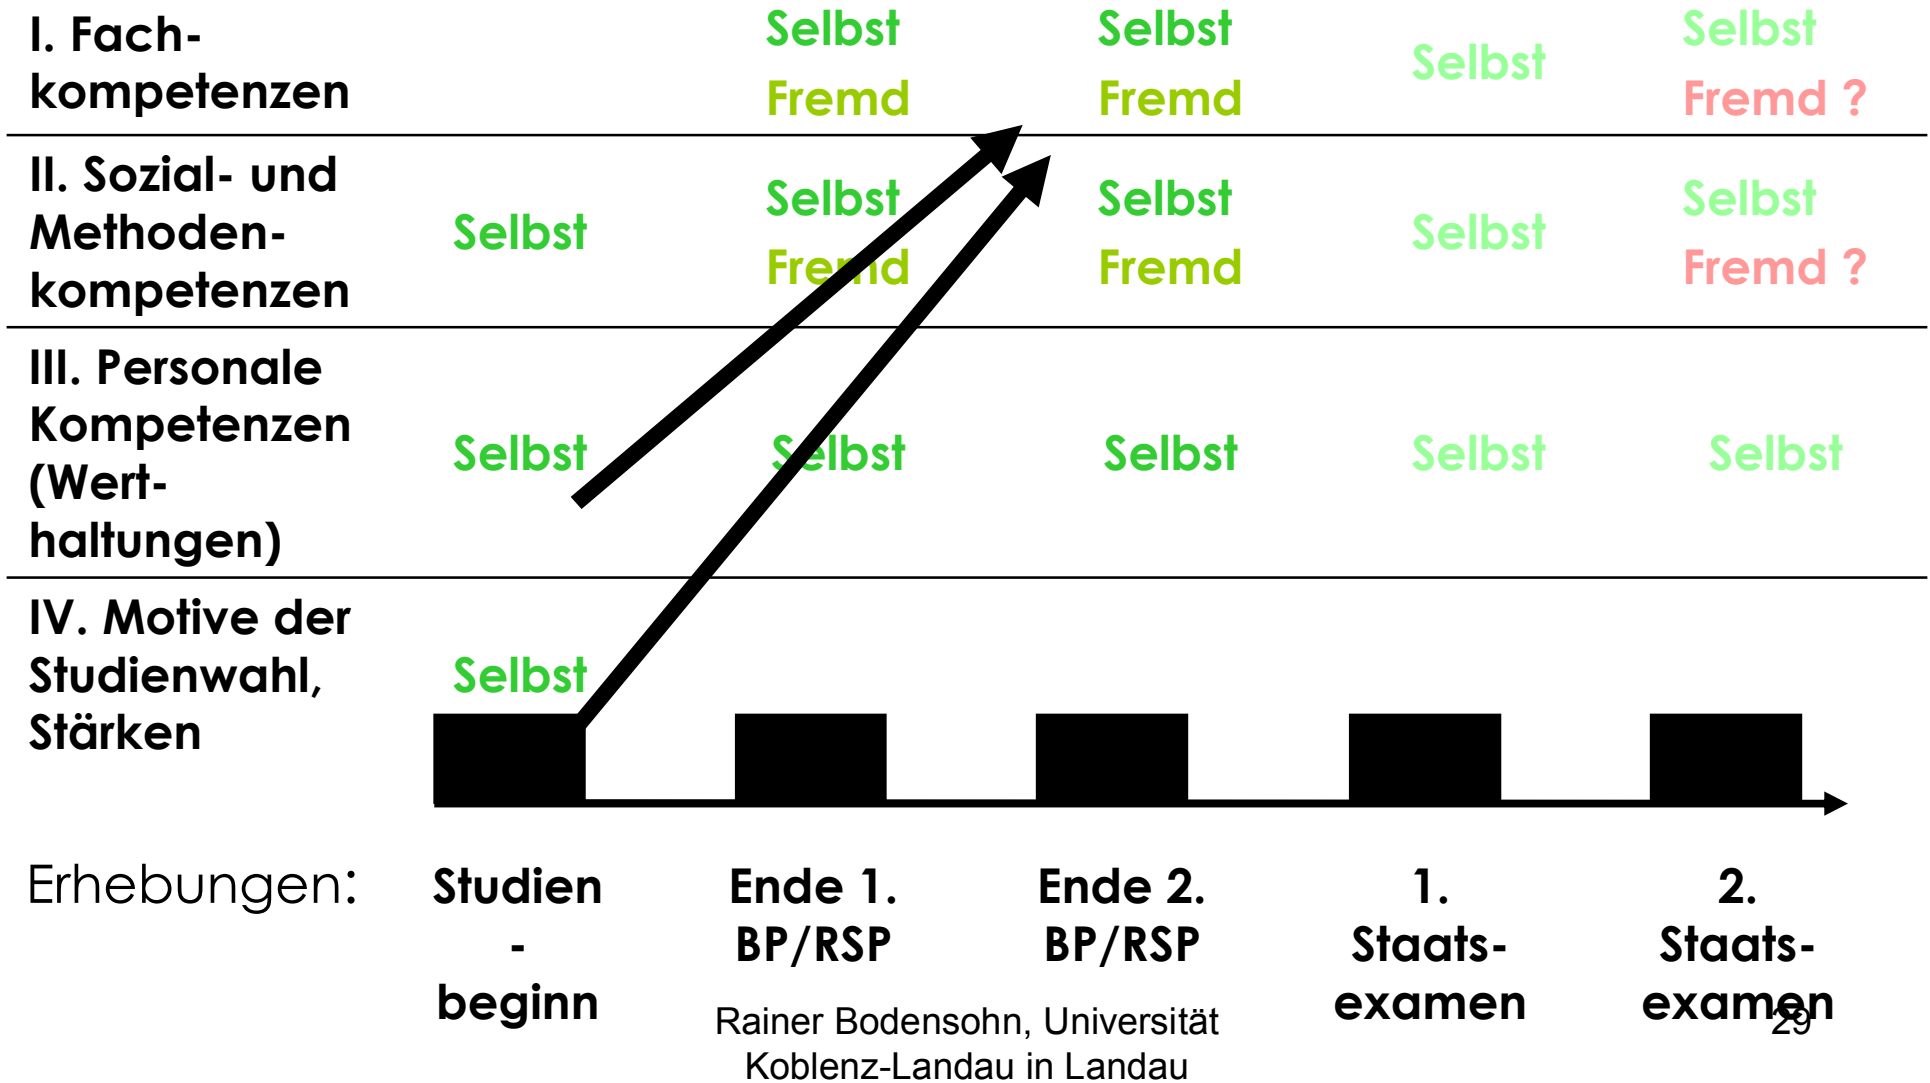 I. Fach-
kompetenzen
Selbst
Fremd
Selbst
Fremd
Selbst
Selbst
Fremd ?
II. Sozial- und
Methoden-
kompetenzen
Selbst
Selbst
Fremd
Selbst
Fremd
Selbst
Selbst
Fremd ?
III. Personale
Kompetenzen
(Wert-
haltungen)
Selbst
Selbst
Selbst
Selbst
Selbst
IV. Motive der
Studienwahl,
Stärken
Selbst
Erhebungen:
Studien
-
beginn
Ende 1.
BP/RSP
Ende 2.
BP/RSP
1.
Staats-
examen
2.
Staats-
examen
Rainer Bodensohn, Universität
Koblenz-Landau in Landau
29